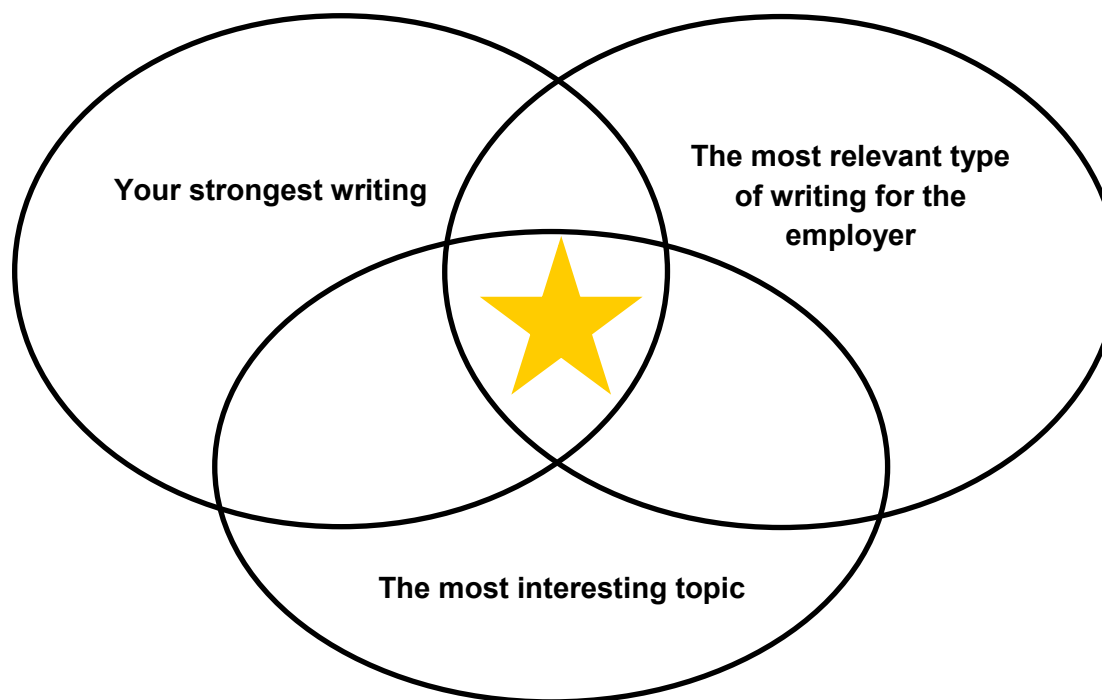 Your strongest writing
The most relevant type
of writing for the
employer
The most interesting topic